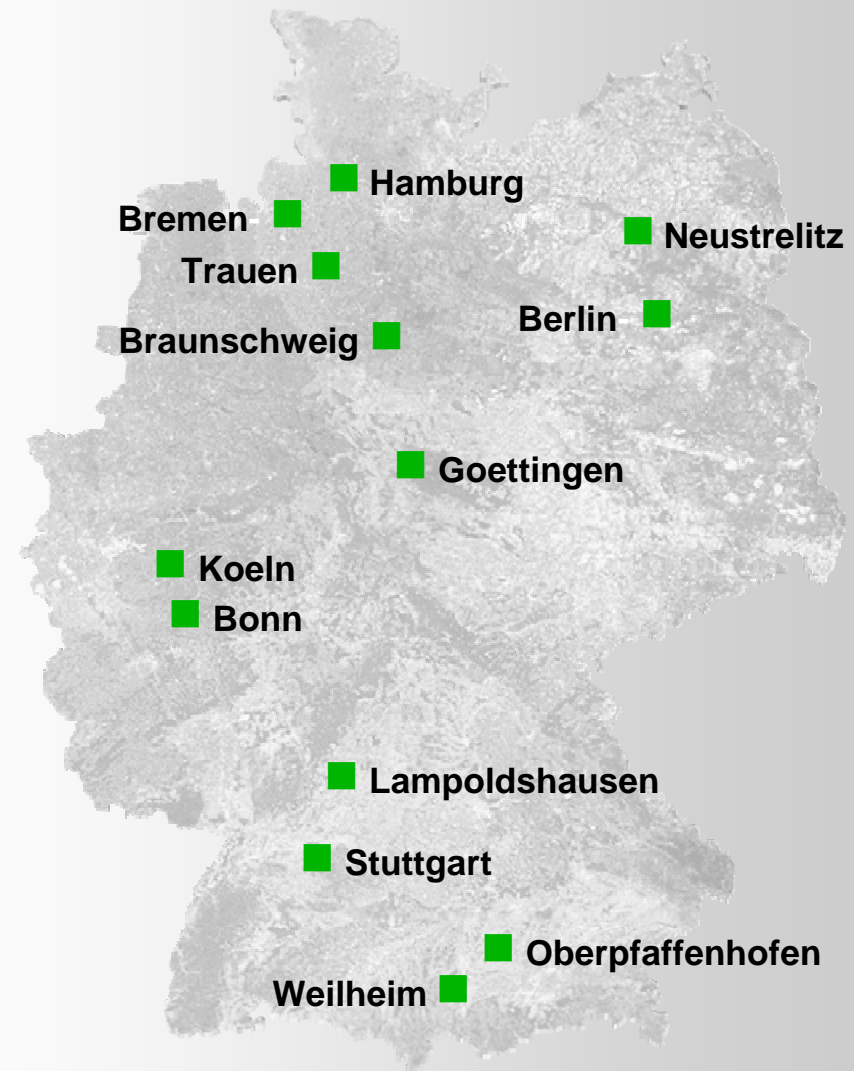 Hamburg
Bremen
Neustrelitz
Trauen
Berlin
Braunschweig
Goettingen
Koeln
Bonn
Lampoldshausen
Stuttgart
Oberpfaffenhofen
Weilheim